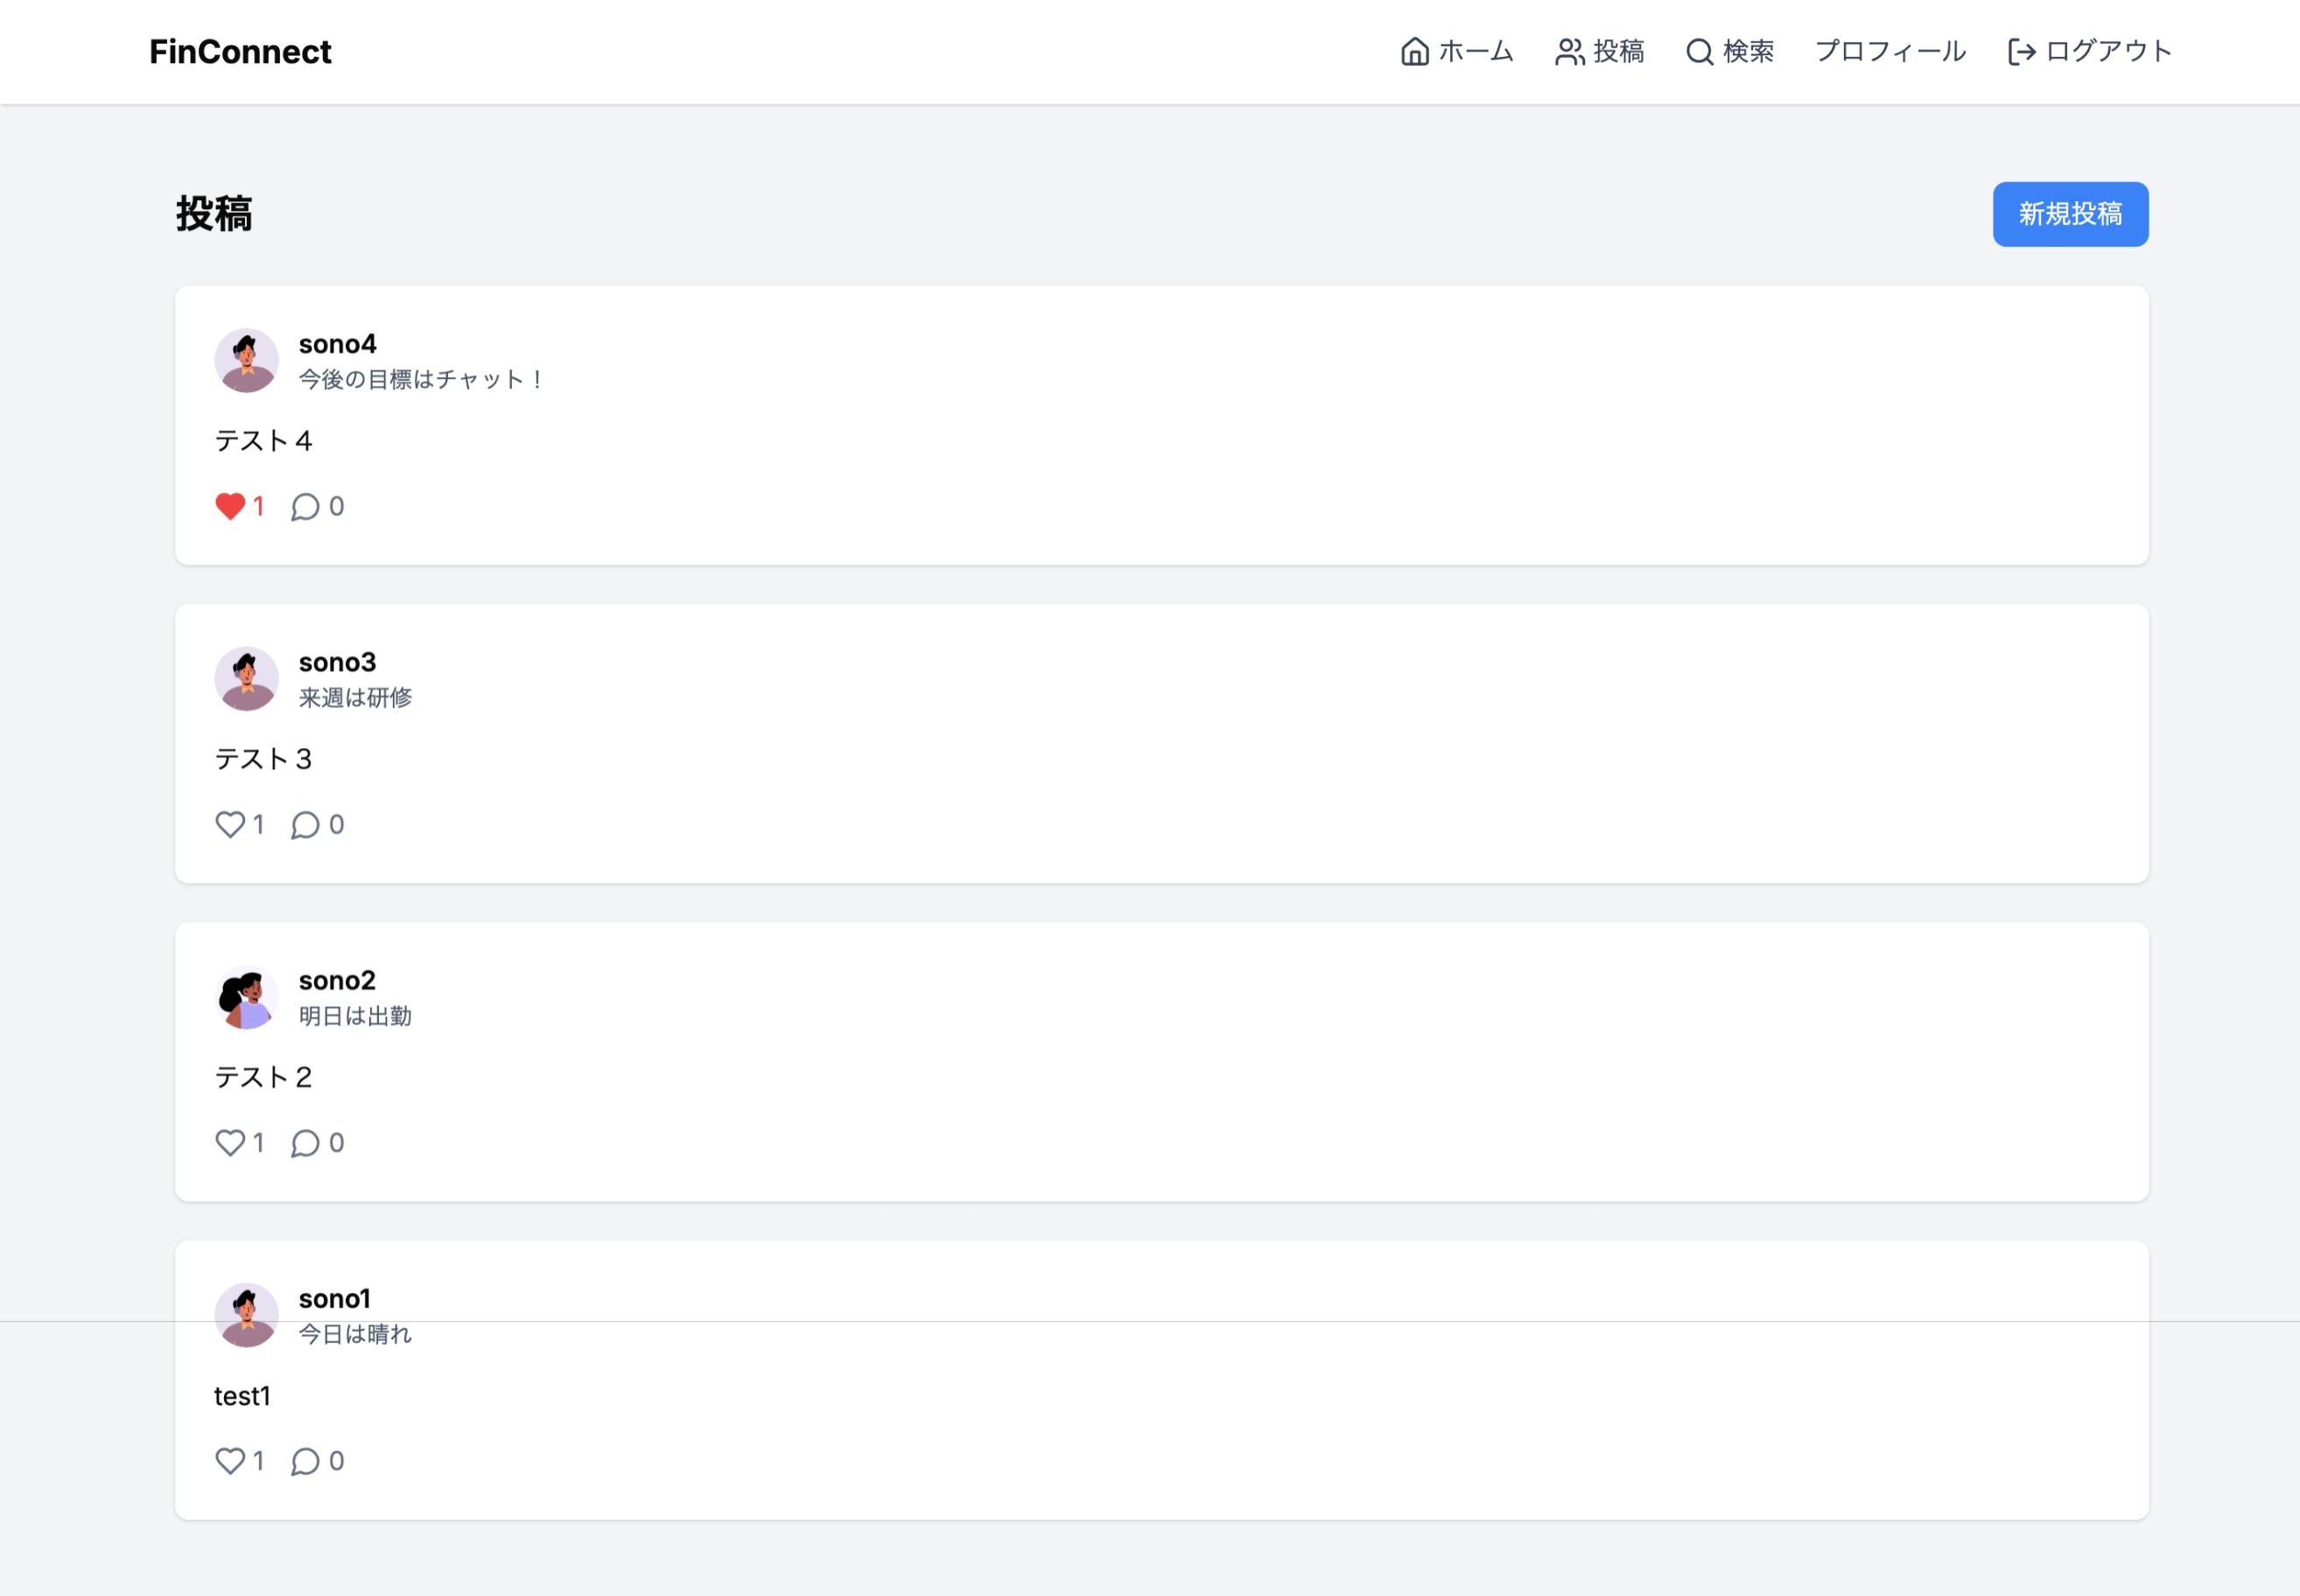 FinConnect
ホーム 投稿 検索 プロフィール ログアウト
投稿
新規投稿
sono4
今後の目標はチャット！
テスト４
1 0
sono3
来週は研修
テスト３
1 0
sono2
明日は出勤
テスト２
1 0
sono1
今日は晴れ
test1
1 0